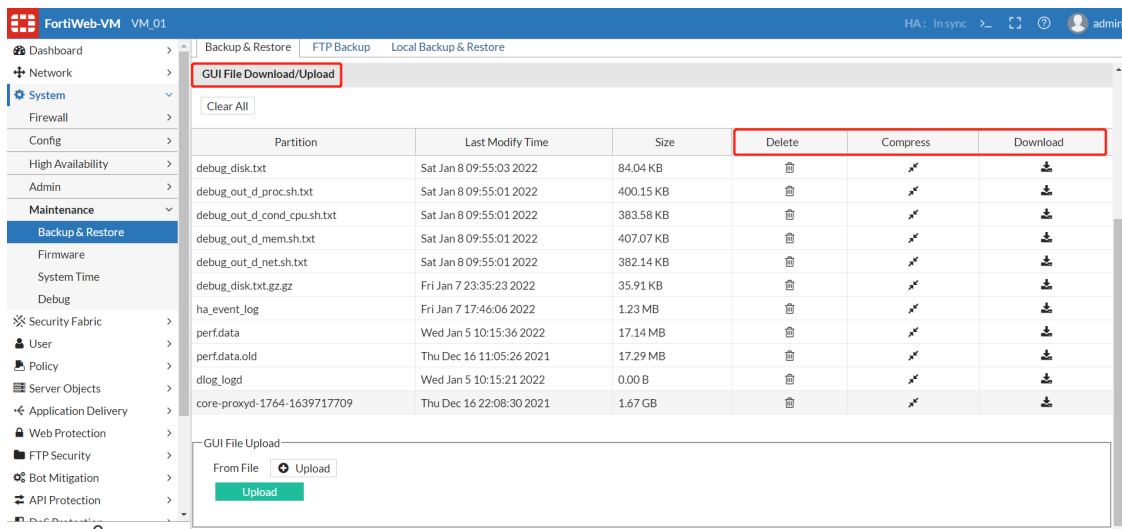 FortiWeb-VM VM_01 HA: In sync >_ admin
Dashboard
Network
System
Firewall
Config
High Availability
Admin
Maintenance
Backup & Restore
Firmware
System Time
Debug
Security Fabric
User
Policy
Server Objects
Application Delivery
Web Protection
FTP Security
Bot Mitigation
API Protection
Backup & Restore FTP Backup Local Backup & Restore
GUI File Download/Upload
Clear All
Partition Last Modify Time Size Delete Compress Download
debug_disk.txt Sat Jan 8 09:55:03 2022 84.04 KB
debug_out_d_proc.sh.txt Sat Jan 8 09:55:01 2022 400.15 KB
debug_out_d_cond_cpu.sh.txt Sat Jan 8 09:55:01 2022 383.58 KB
debug_out_d_mem.sh.txt Sat Jan 8 09:55:01 2022 407.07 KB
debug_out_d_net.sh.txt Sat Jan 8 09:55:01 2022 382.14 KB
debug_disk.txt.gz.gz Fri Jan 7 23:35:23 2022 35.91 KB
ha_event_log Fri Jan 7 17:46:06 2022 1.23 MB
perf.data Wed Jan 5 10:15:36 2022 17.14 MB
perf.data.old Thu Dec 16 11:05:26 2021 17.29 MB
dlog_logd Wed Jan 5 10:15:21 2022 0.00 B
core-proxyd-1764-1639717709 Thu Dec 16 22:08:30 2021 1.67 GB
GUI File Upload
From File Upload
Upload